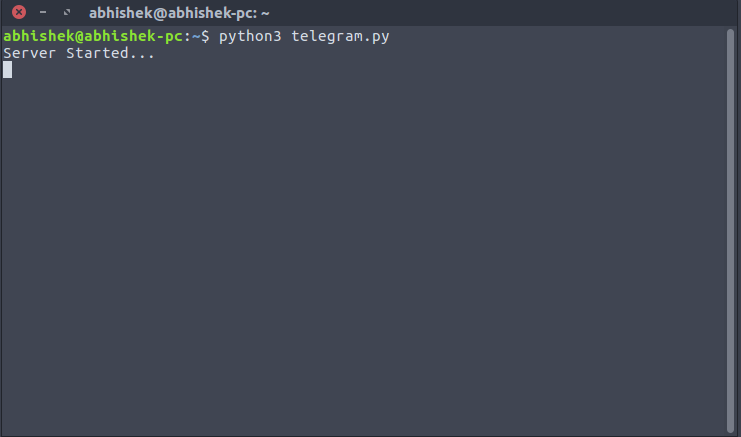 abhishek@abhishek-pc: ~
abhishek@abhishek-pc:~$ python3 telegram.py
Server Started...